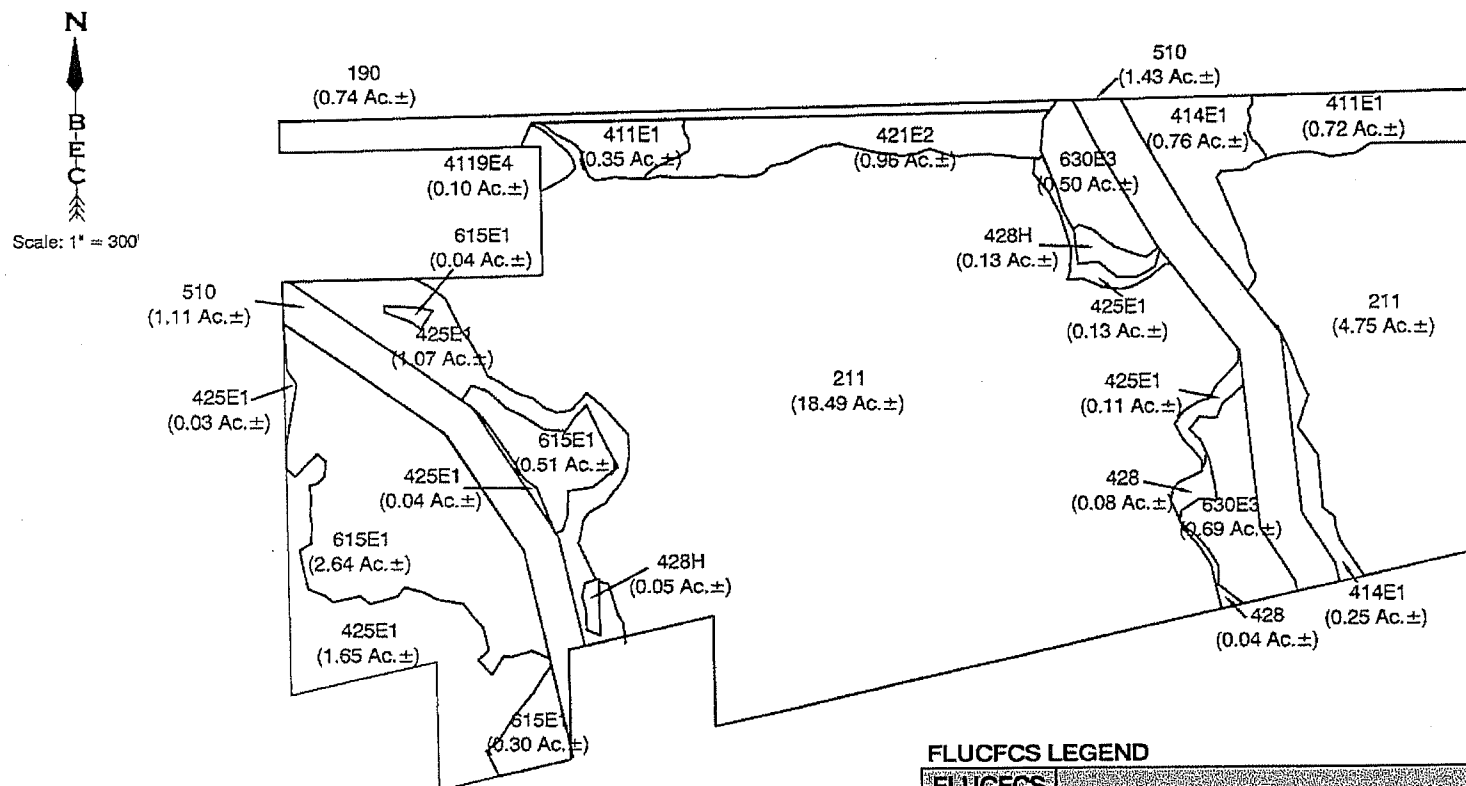 N
B
E
C
Scale: 1" = 300'
190
(0.74 Ac.±)
510
(1.43 Ac.±)
411E1
(0.35 Ac.±)
421E2
(0.96 Ac.±)
414E1
(0.76 Ac.±)
411E1
(0.72 Ac.±)
4119E4
(0.10 Ac.±)
630E3
(0.50 Ac.±)
615E1
(0.04 Ac.±)
428H
(0.13 Ac.±)
510
(1.11 Ac.±)
425E1
(1.07 Ac.±)
425E1
(0.13 Ac.±)
211
(4.75 Ac.±)
425E1
(0.03 Ac.±)
211
(18.49 Ac.±)
425E1
(0.11 Ac.±)
615E1
(0.51 Ac.±)
425E1
(0.04 Ac.±)
428
(0.08 Ac.±)
630E3
(0.69 Ac.±)
615E1
(2.64 Ac.±)
428H
(0.05 Ac.±)
414E1
(0.25 Ac.±)
428
(0.04 Ac.±)
425E1
(1.65 Ac.±)
615E1
(0.30 Ac.±)
FLUCFCS LEGEND
FLUCFCS